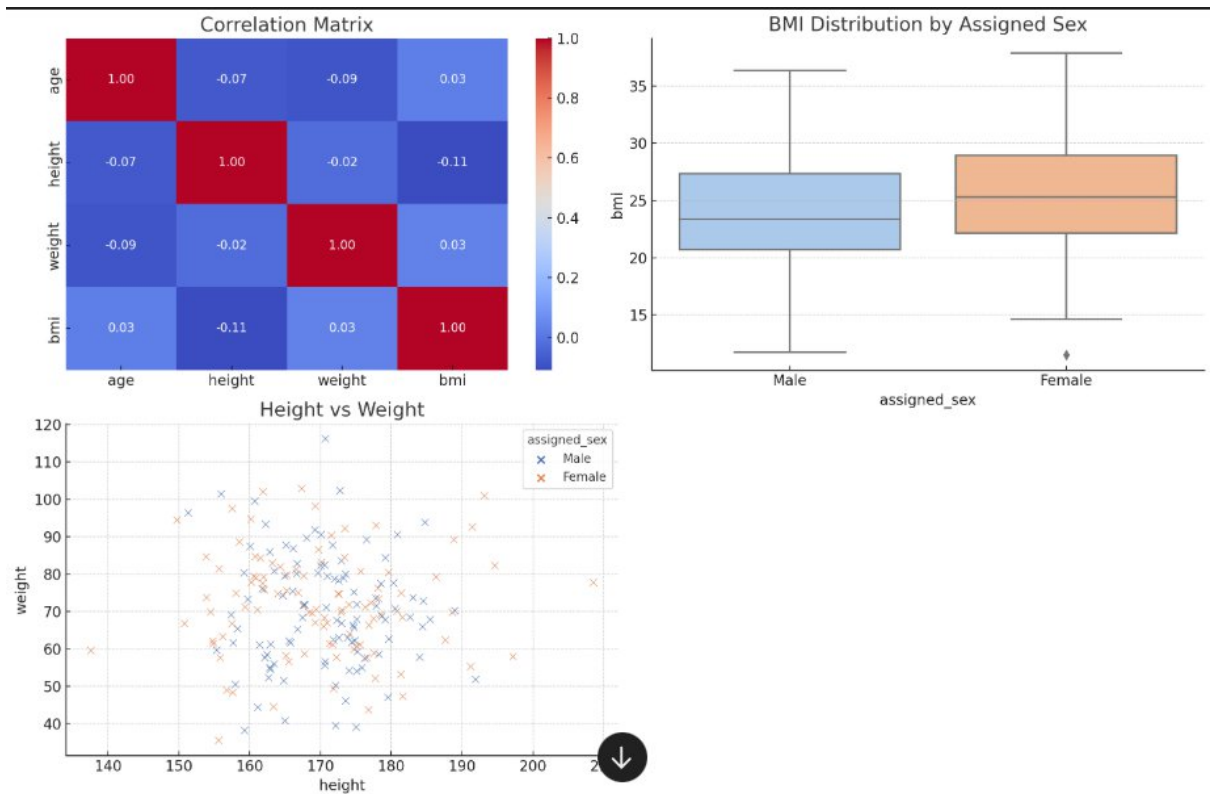 Correlation Matrix
age
1.00 -0.07 -0.09 0.03
height
-0.07 1.00 -0.02 -0.11
weight
-0.09 -0.02 1.00 0.03
bmi
0.03 -0.11 0.03 1.00
age height weight bmi
1.0
0.8
0.6
0.4
0.2
0.0
BMI Distribution by Assigned Sex
bmi
35
30
25
20
15
Male Female
assigned_sex
Height vs Weight
weight
120
110
100
90
80
70
60
50
40
140 150 160 170 180 190 200
height
assigned_sex
Male
Female